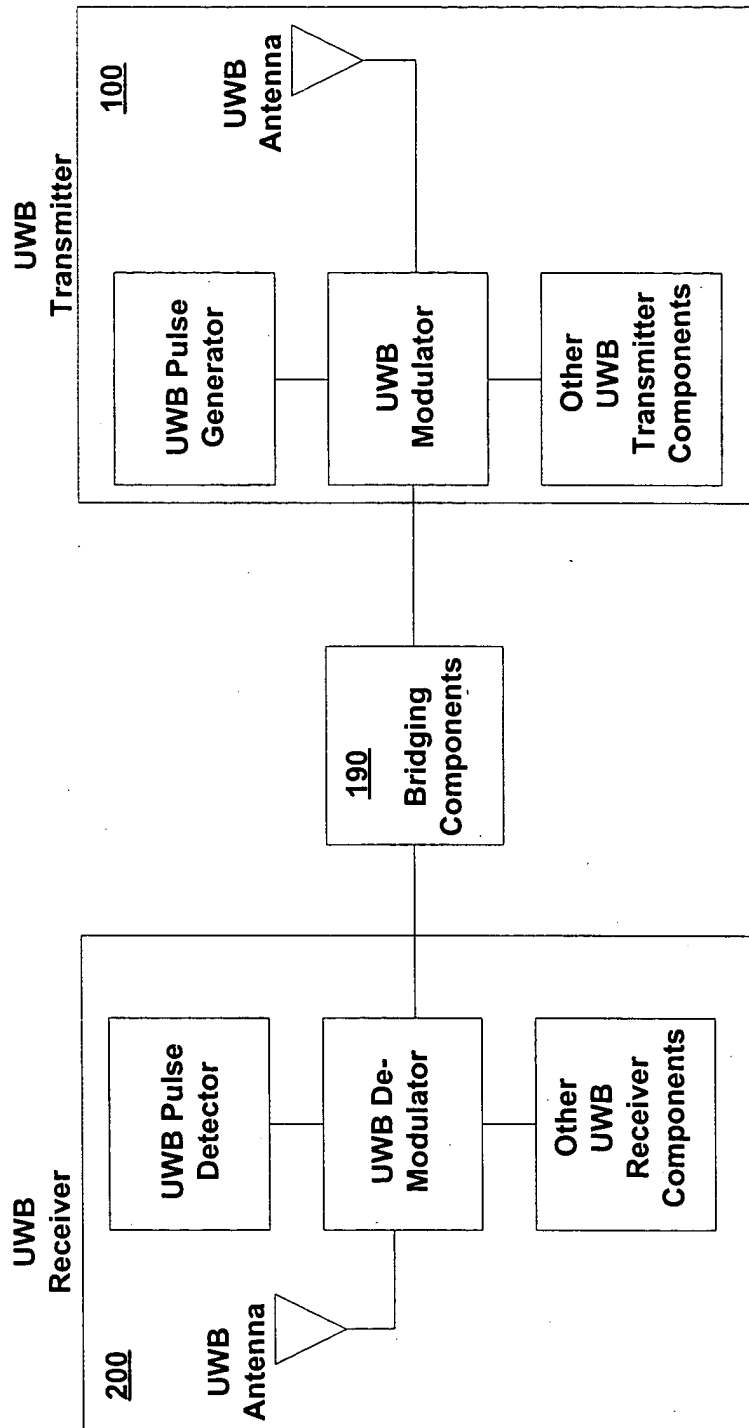 UWB
Receiver
200
UWB
Antenna
UWB Pulse
Detector
UWB De-
Modulator
Other
UWB
Receiver
Components
190
Bridging
Components
UWB
Transmitter
100
UWB Pulse
Generator
UWB
Modulator
Other
UWB
Transmitter
Components
UWB
Antenna